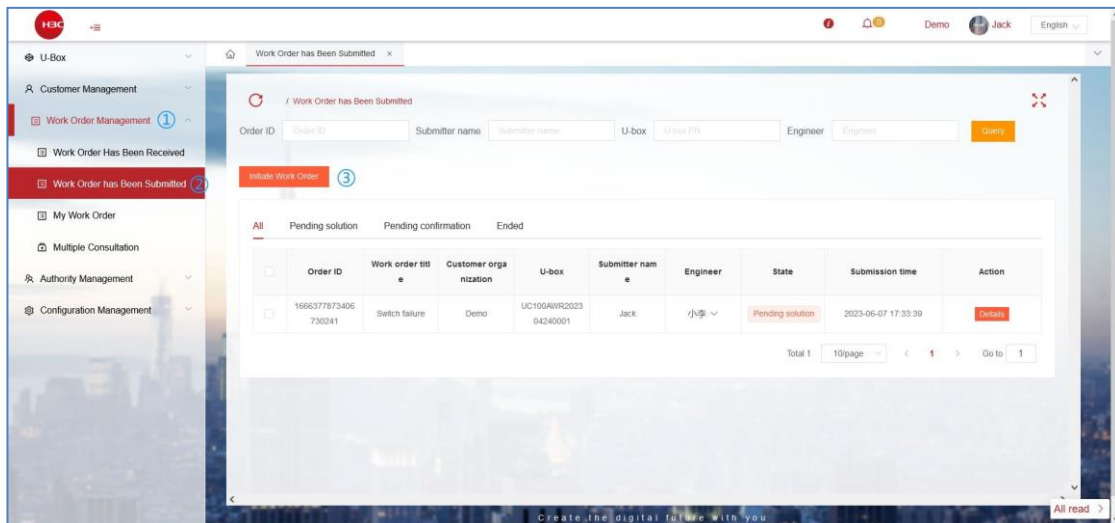 H3C
Demo
Jack
English
U-Box
Customer Management
Work Order Management ①
Work Order Has Been Received
Work Order has Been Submitted ②
My Work Order
Multiple Consultation
Authority Management
Configuration Management
Work Order has Been Submitted ×
/ Work Order has Been Submitted
Order ID Order ID Submitter name Submitter name U-box U-box PN Engineer Engineer Query
Initiate Work Order ③
All Pending solution Pending confirmation Ended
Order ID Work order titl Customer orga U-box Submitter nam Engineer State Submission time Action
e nization e
1666377873406 Switch failure Demo UC100AWR2023 Jack 小李 Pending solution 2023-06-07 17:33:39 Details
730241 04240001
Total 1 10/page < 1 > Go to 1
Create the digital future with you
All read >